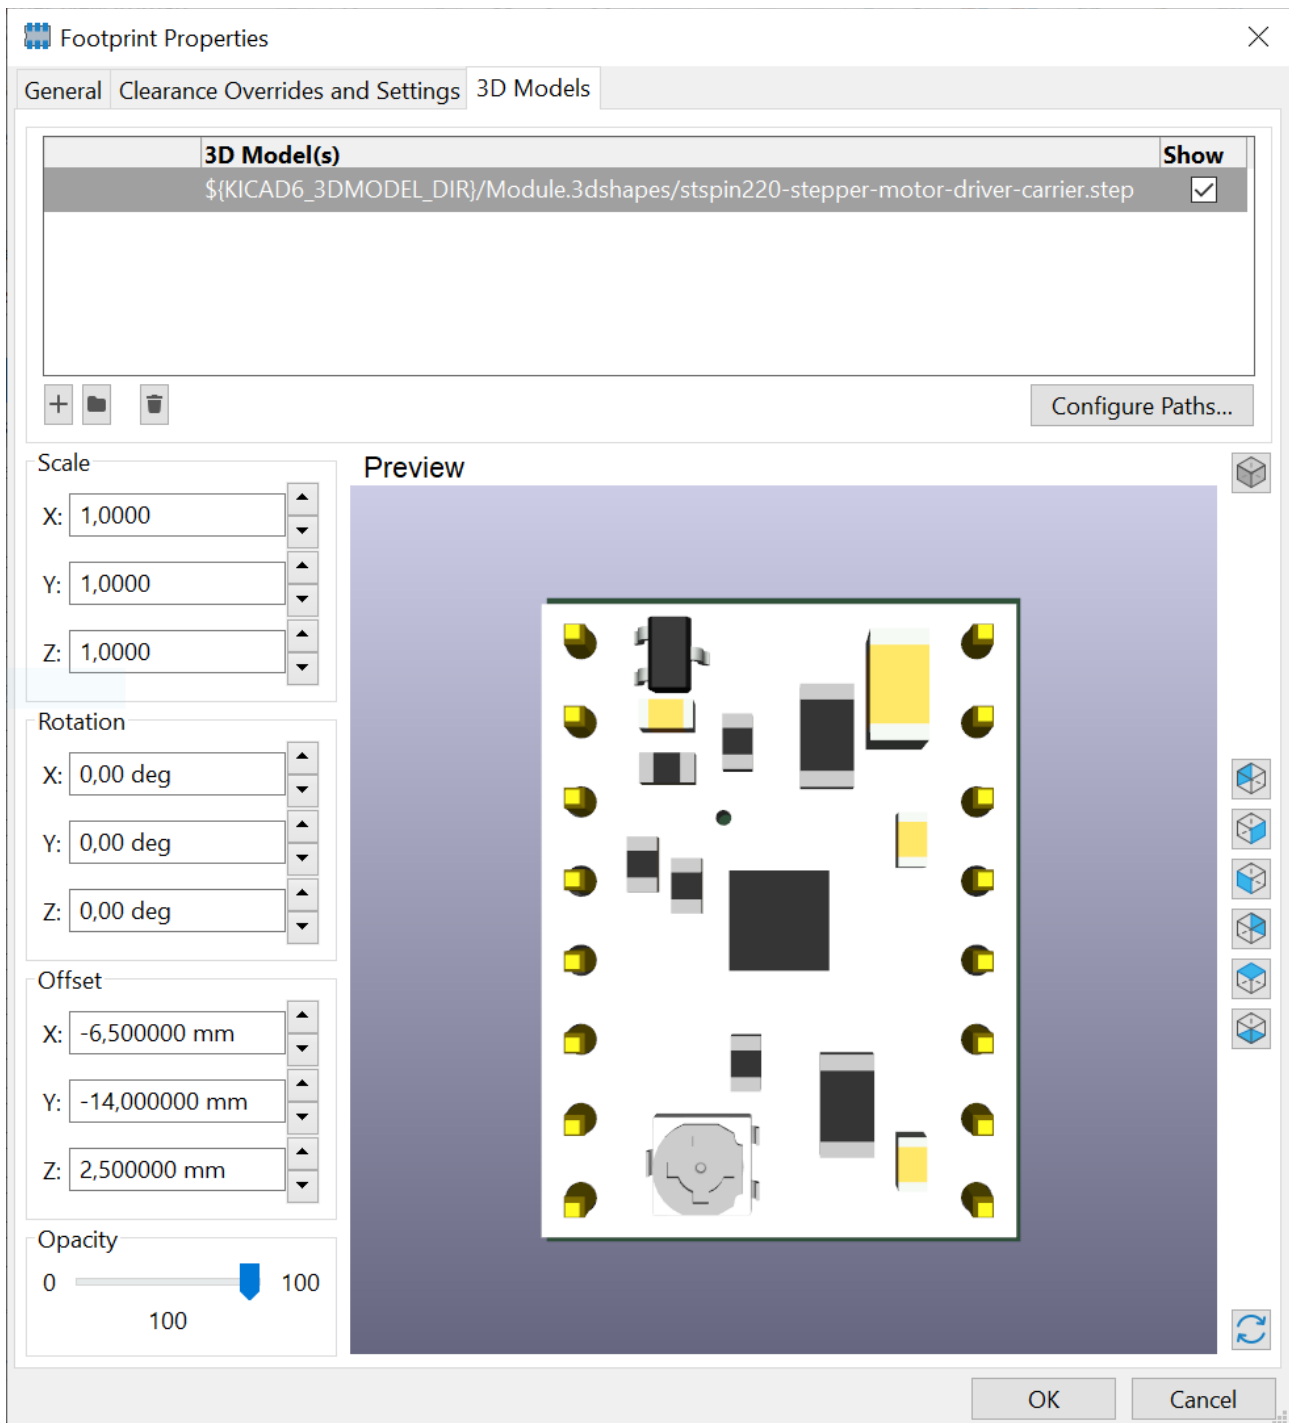 Footprint Properties
General Clearance Overrides and Settings 3D Models
3D Model(s) Show
${KICAD6_3DMODEL_DIR}/Module.3dshapes/stspin220-stepper-motor-driver-carrier.step
Configure Paths...
Scale
X: 1,0000
Y: 1,0000
Z: 1,0000
Rotation
X: 0,00 deg
Y: 0,00 deg
Z: 0,00 deg
Offset
X: -6,500000 mm
Y: -14,000000 mm
Z: 2,500000 mm
Opacity
0 100
100
Preview
OK Cancel